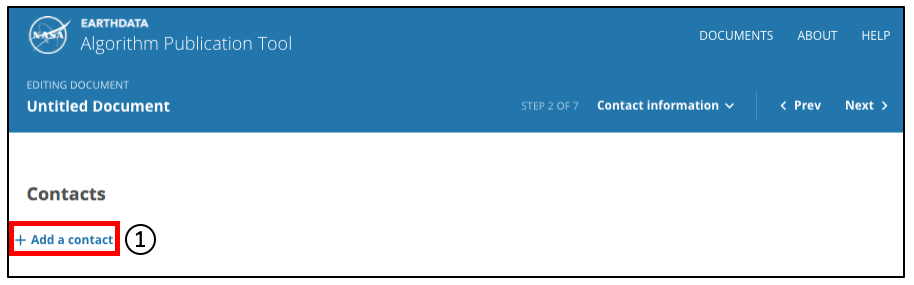 NASA
EARTHDATA
Algorithm Publication Tool
DOCUMENTS ABOUT HELP
EDITING DOCUMENT
Untitled Document
STEP 2 OF 7 Contact information Prev Next
Contacts
+ Add a contact 1